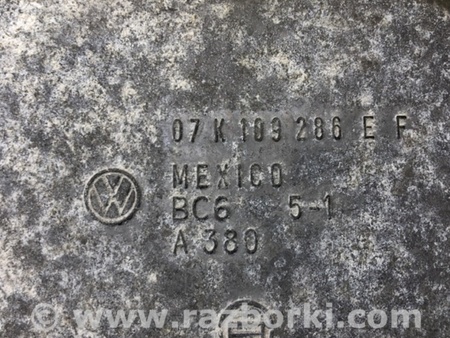 07 K 109 286 E F
MEXICO
BC6 5-1
A 380
© www.razborki.com